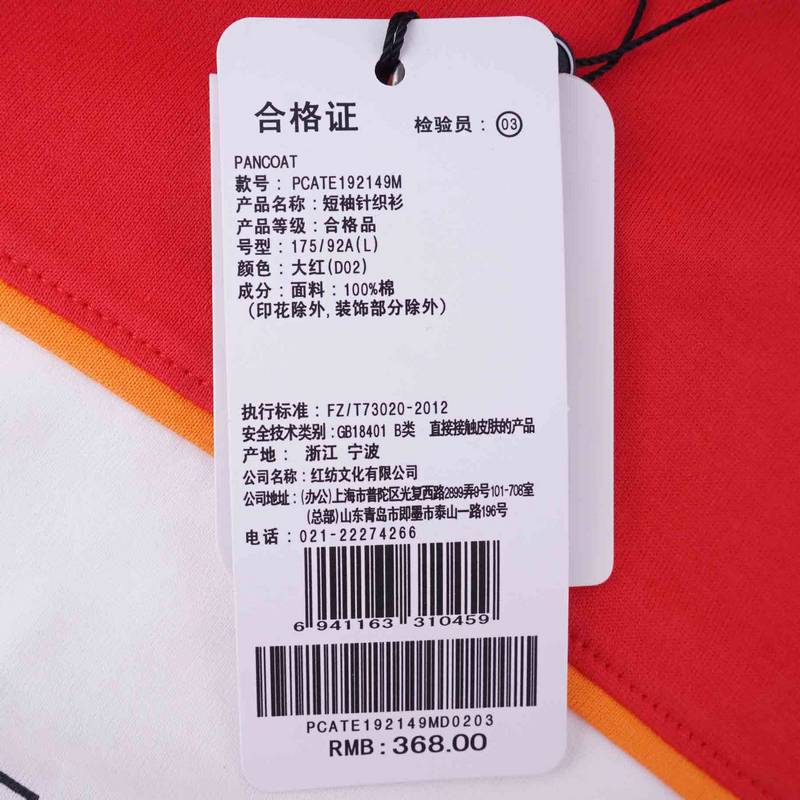 合格证 检验员: 03
PANCOAT
款号: PCATE192149M
产品名称: 短袖针织衫
产品等级: 合格品
号型: 175/92A(L)
颜色: 大红(D02)
成分: 面料: 100%棉
(印花除外,装饰部分除外)
执行标准: FZ/T73020-2012
安全技术类别:GB18401 B类 直接接触皮肤的产品
产地: 浙江 宁波
公司名称:红纺文化有限公司
公司地址:(办公)上海市普陀区光复西路2899弄9号101-708室
(总部)山东青岛市即墨市泰山一路196号
电话: 021-22274266
6 941163 310459
PCATE192149MD0203
RMB: 368.00